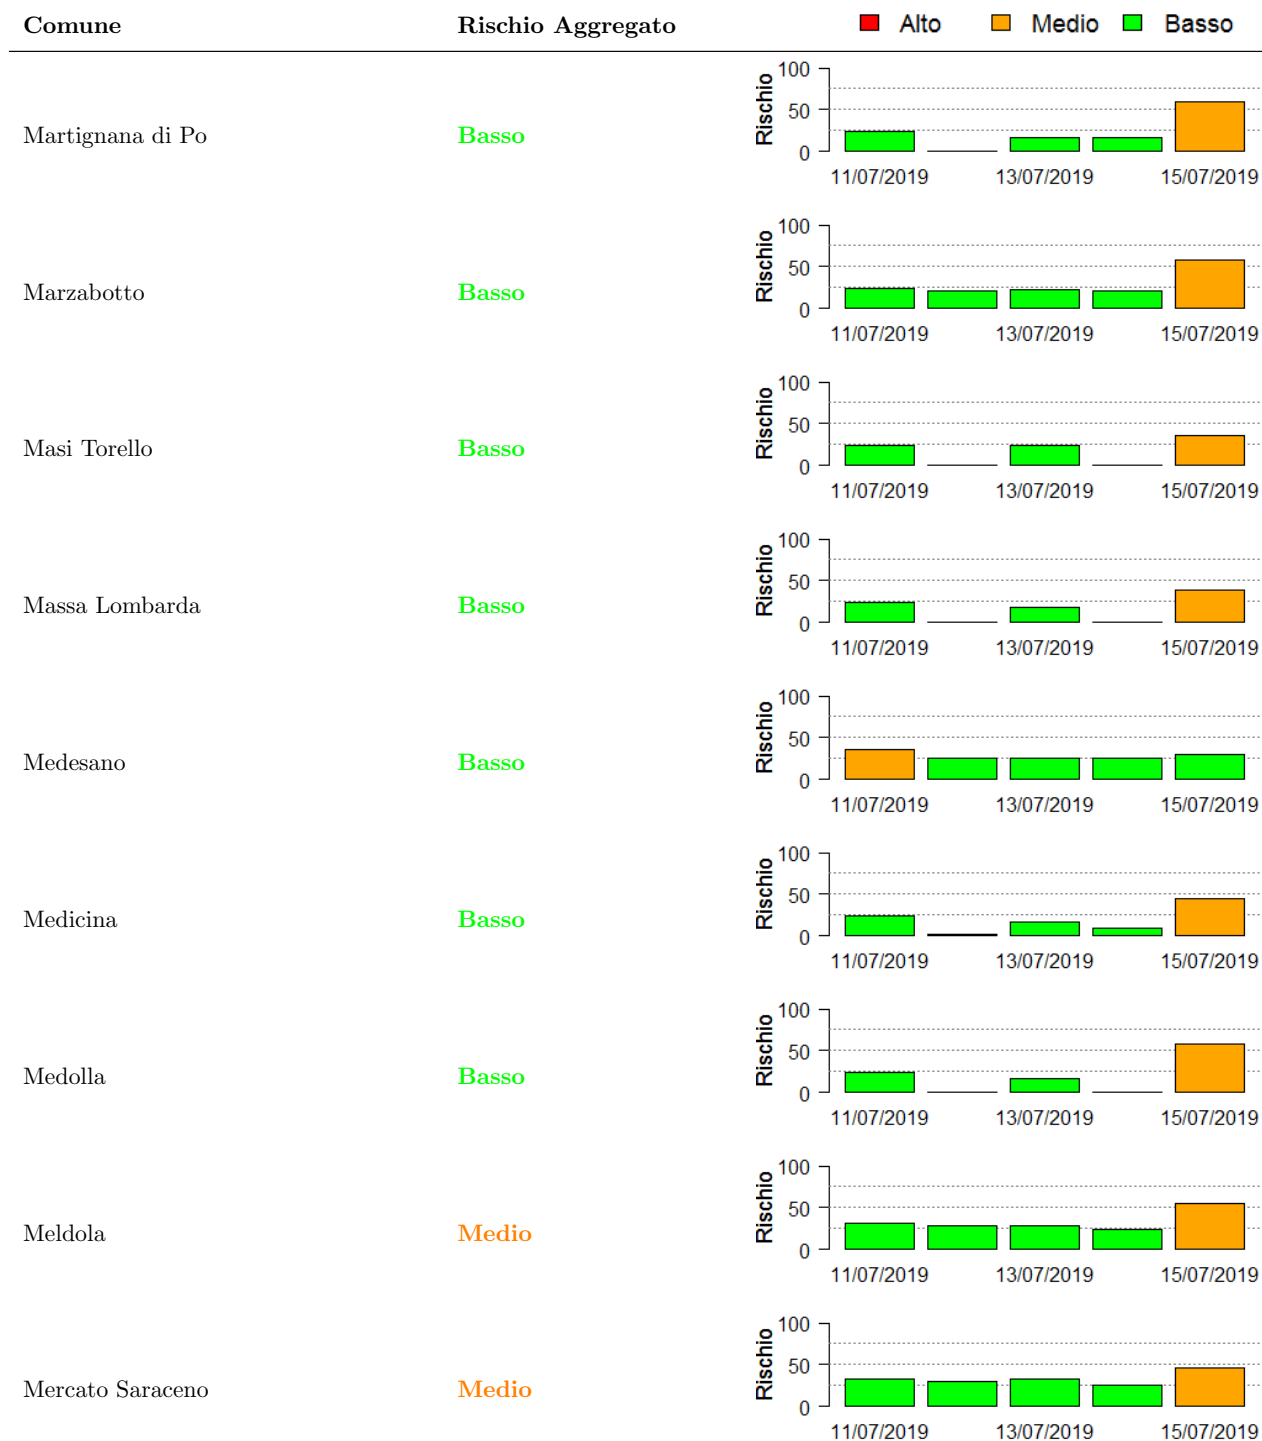 Comune Rischio Aggregato Alto Medio Basso
Martignana di Po Basso Rischio 100 50 0
11/07/2019 13/07/2019 15/07/2019
Marzabotto Basso Rischio 100 50 0
11/07/2019 13/07/2019 15/07/2019
Masi Torello Basso Rischio 100 50 0
11/07/2019 13/07/2019 15/07/2019
Massa Lombarda Basso Rischio 100 50 0
11/07/2019 13/07/2019 15/07/2019
Medesano Basso Rischio 100 50 0
11/07/2019 13/07/2019 15/07/2019
Medicina Basso Rischio 100 50 0
11/07/2019 13/07/2019 15/07/2019
Medolla Basso Rischio 100 50 0
11/07/2019 13/07/2019 15/07/2019
Meldola Medio Rischio 100 50 0
11/07/2019 13/07/2019 15/07/2019
Mercato Saraceno Medio Rischio 100 50 0
11/07/2019 13/07/2019 15/07/2019